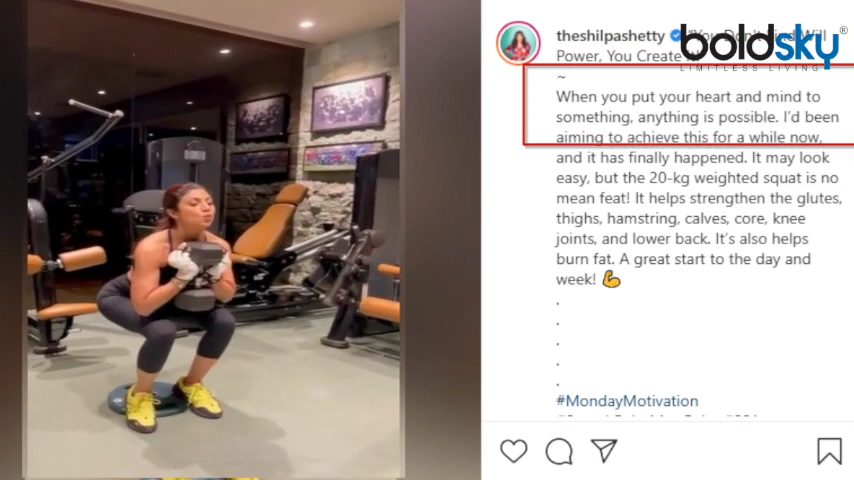 theshilpashetty
boldsky®
LIMITLESS LIVING
Power, You Create
~
When you put your heart and mind to
something, anything is possible. I'd been
aiming to achieve this for a while now,
and it has finally happened. It may look
easy, but the 20-kg weighted squat is no
mean feat! It helps strengthen the glutes,
thighs, hamstring, calves, core, knee
joints, and lower back. It's also helps
burn fat. A great start to the day and
week! 💪
.
.
.
.
.
#MondayMotivation